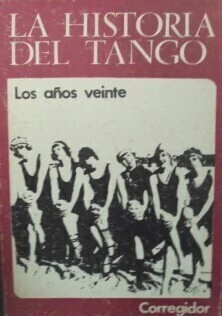 LA HISTORIA
DEL TANGO
Los años veinte
Corregidor